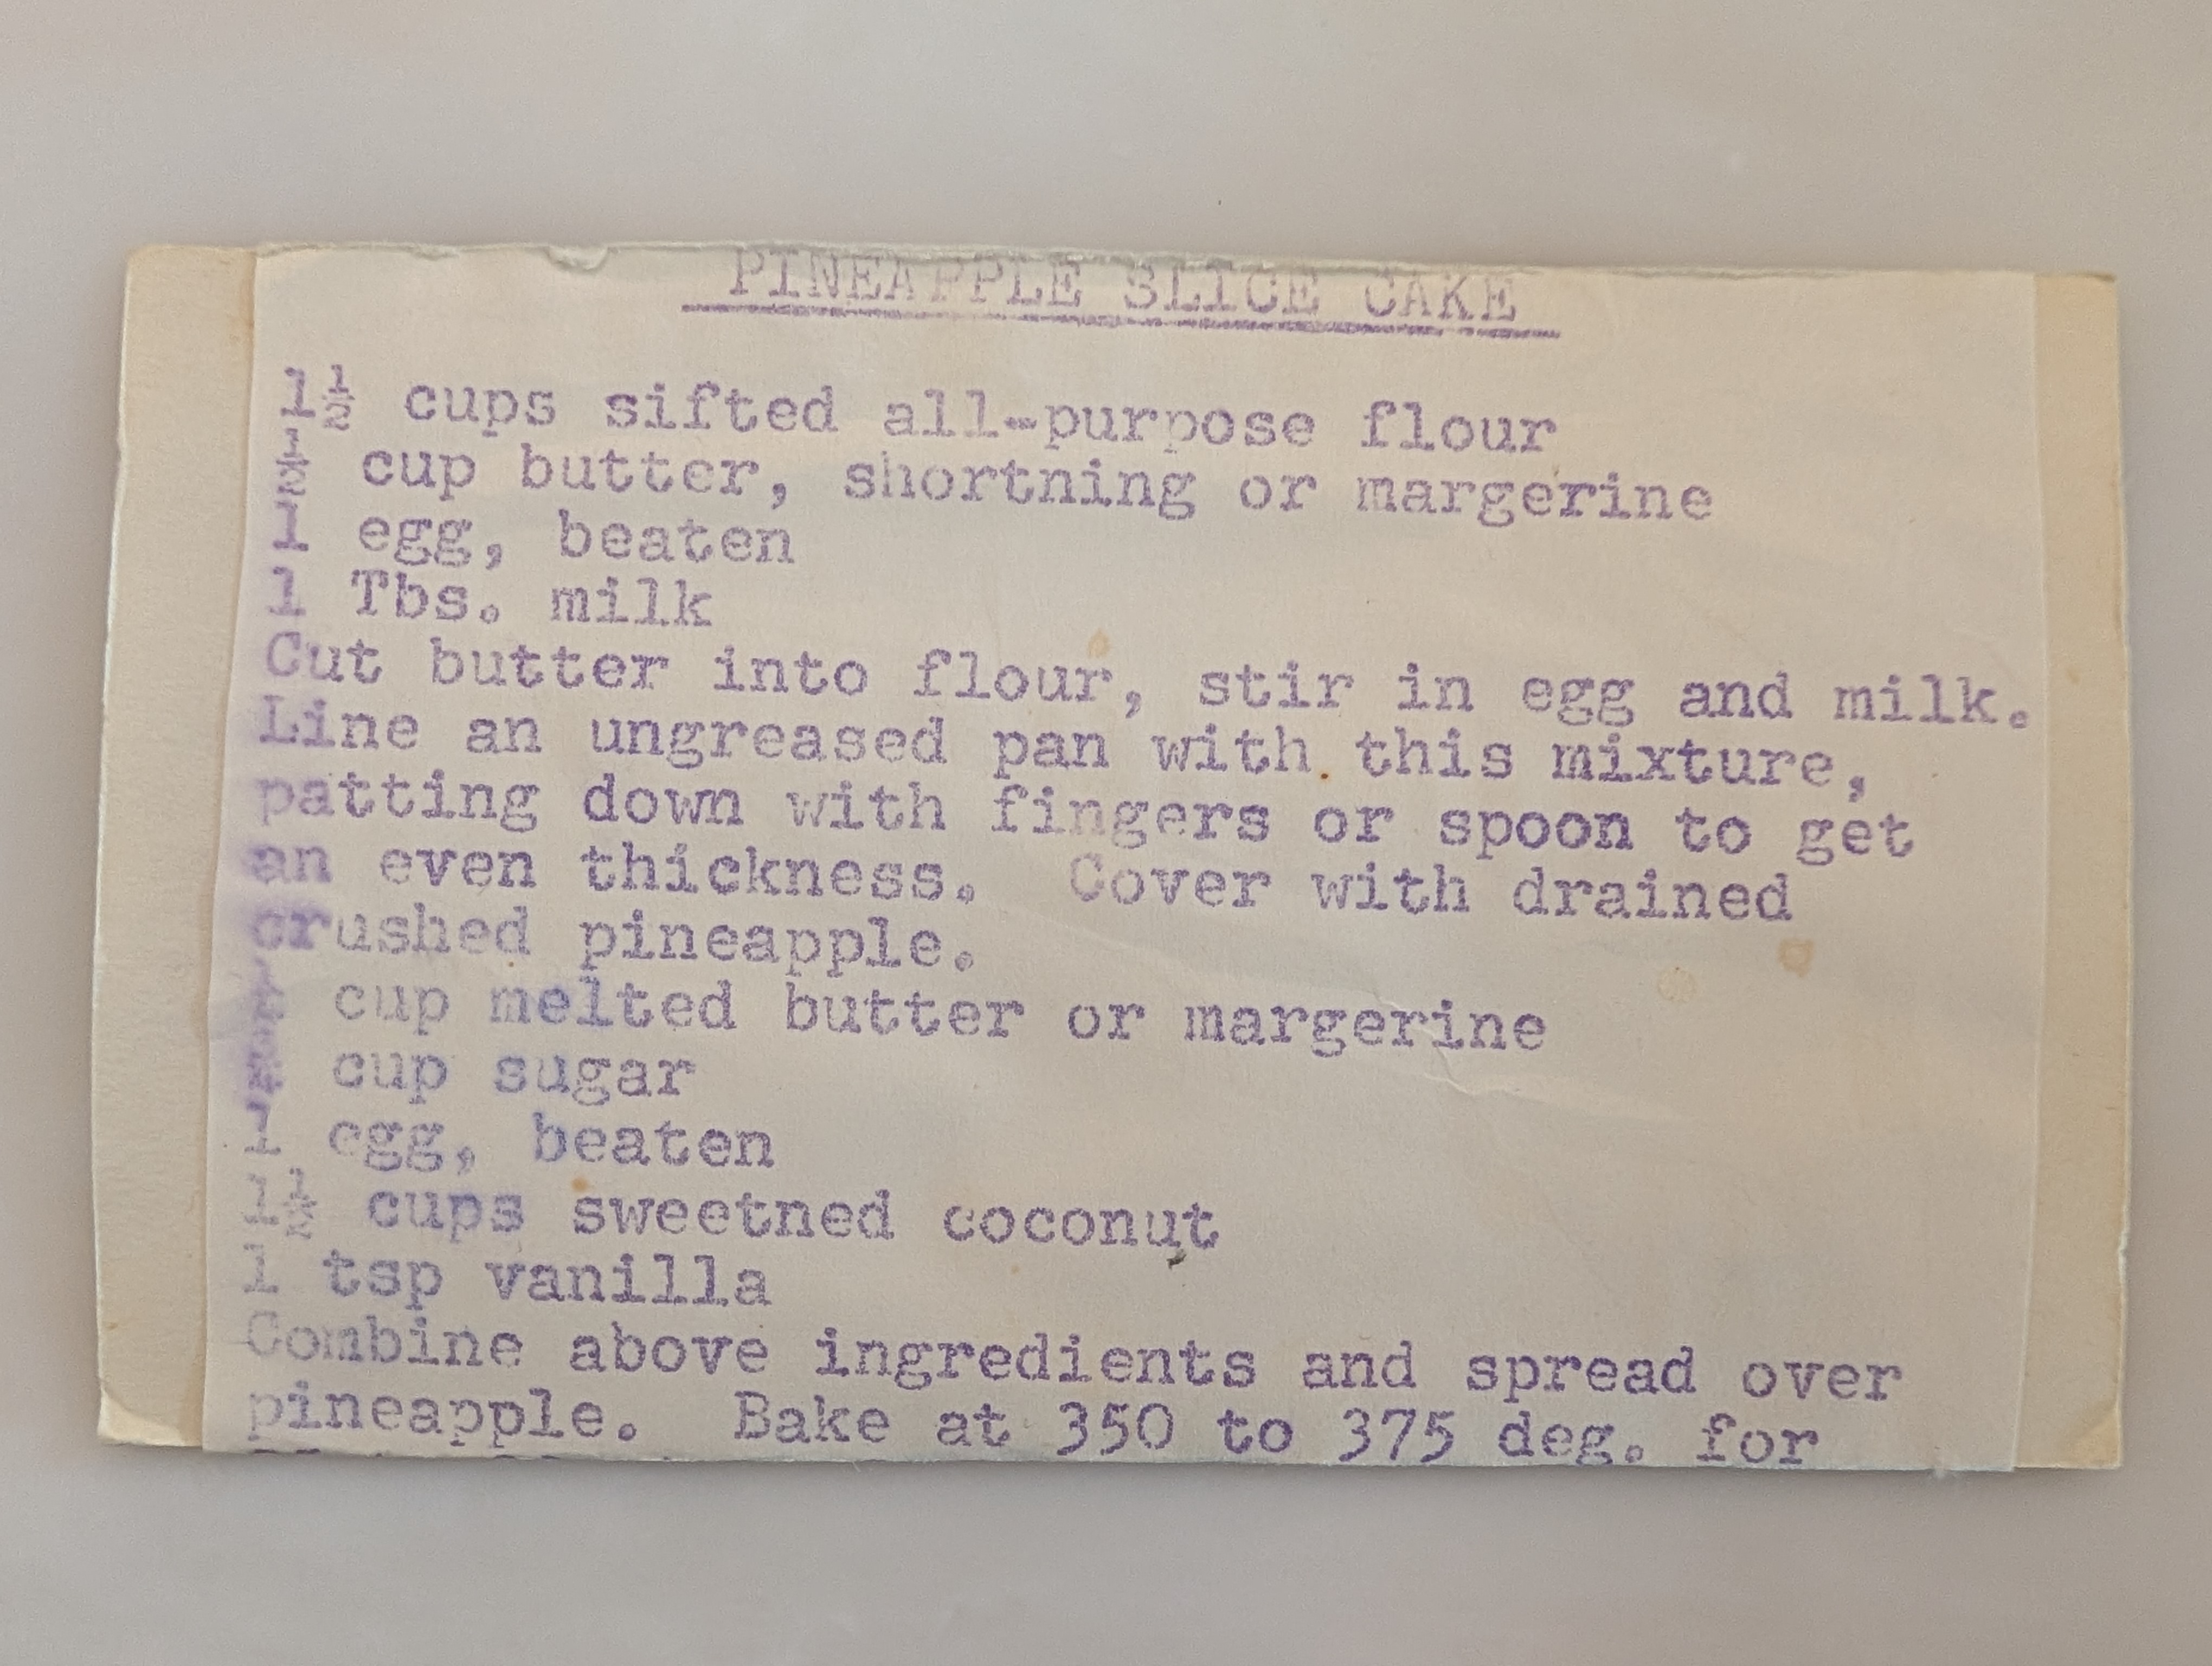 PINEAPPLE SLICE CAKE
1½ cups sifted all-purpose flour
½ cup butter, shortning or margerine
1 egg, beaten
1 Tbs. milk
Cut butter into flour, stir in egg and milk.
Line an ungreased pan with this mixture,
patting down with fingers or spoon to get
an even thickness.  Cover with drained
crushed pineapple.
cup melted butter or margerine
cup sugar
1 egg, beaten
1½ cups sweetned coconut
1 tsp vanilla
Combine above ingredients and spread over
pineapple.  Bake at 350 to 375 deg. for